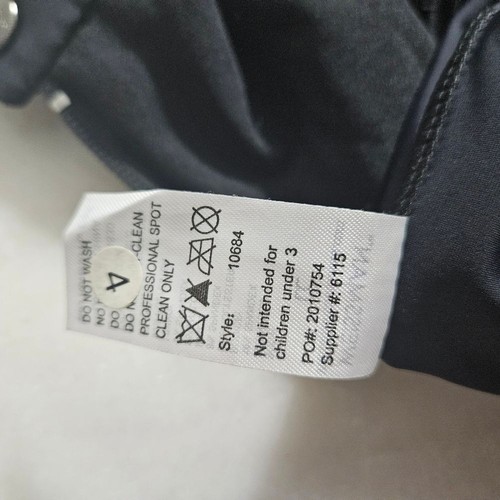 DO NOT WASH
NO
DO
DO N -CLEAN
PROFESSIONAL SPOT
CLEAN ONLY
4
Style: 10684
Not intended for
children under 3
PO#: 2010754
Supplier #: 6115